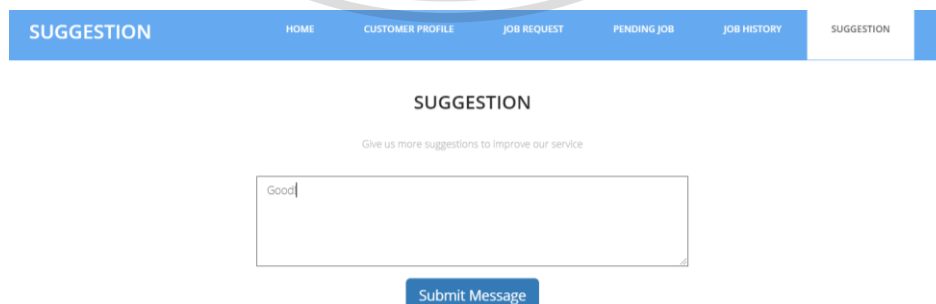 SUGGESTION HOME CUSTOMER PROFILE JOB REQUEST PENDING JOB JOB HISTORY SUGGESTION
SUGGESTION
Give us more suggestions to improve our service
Good!
Submit Message